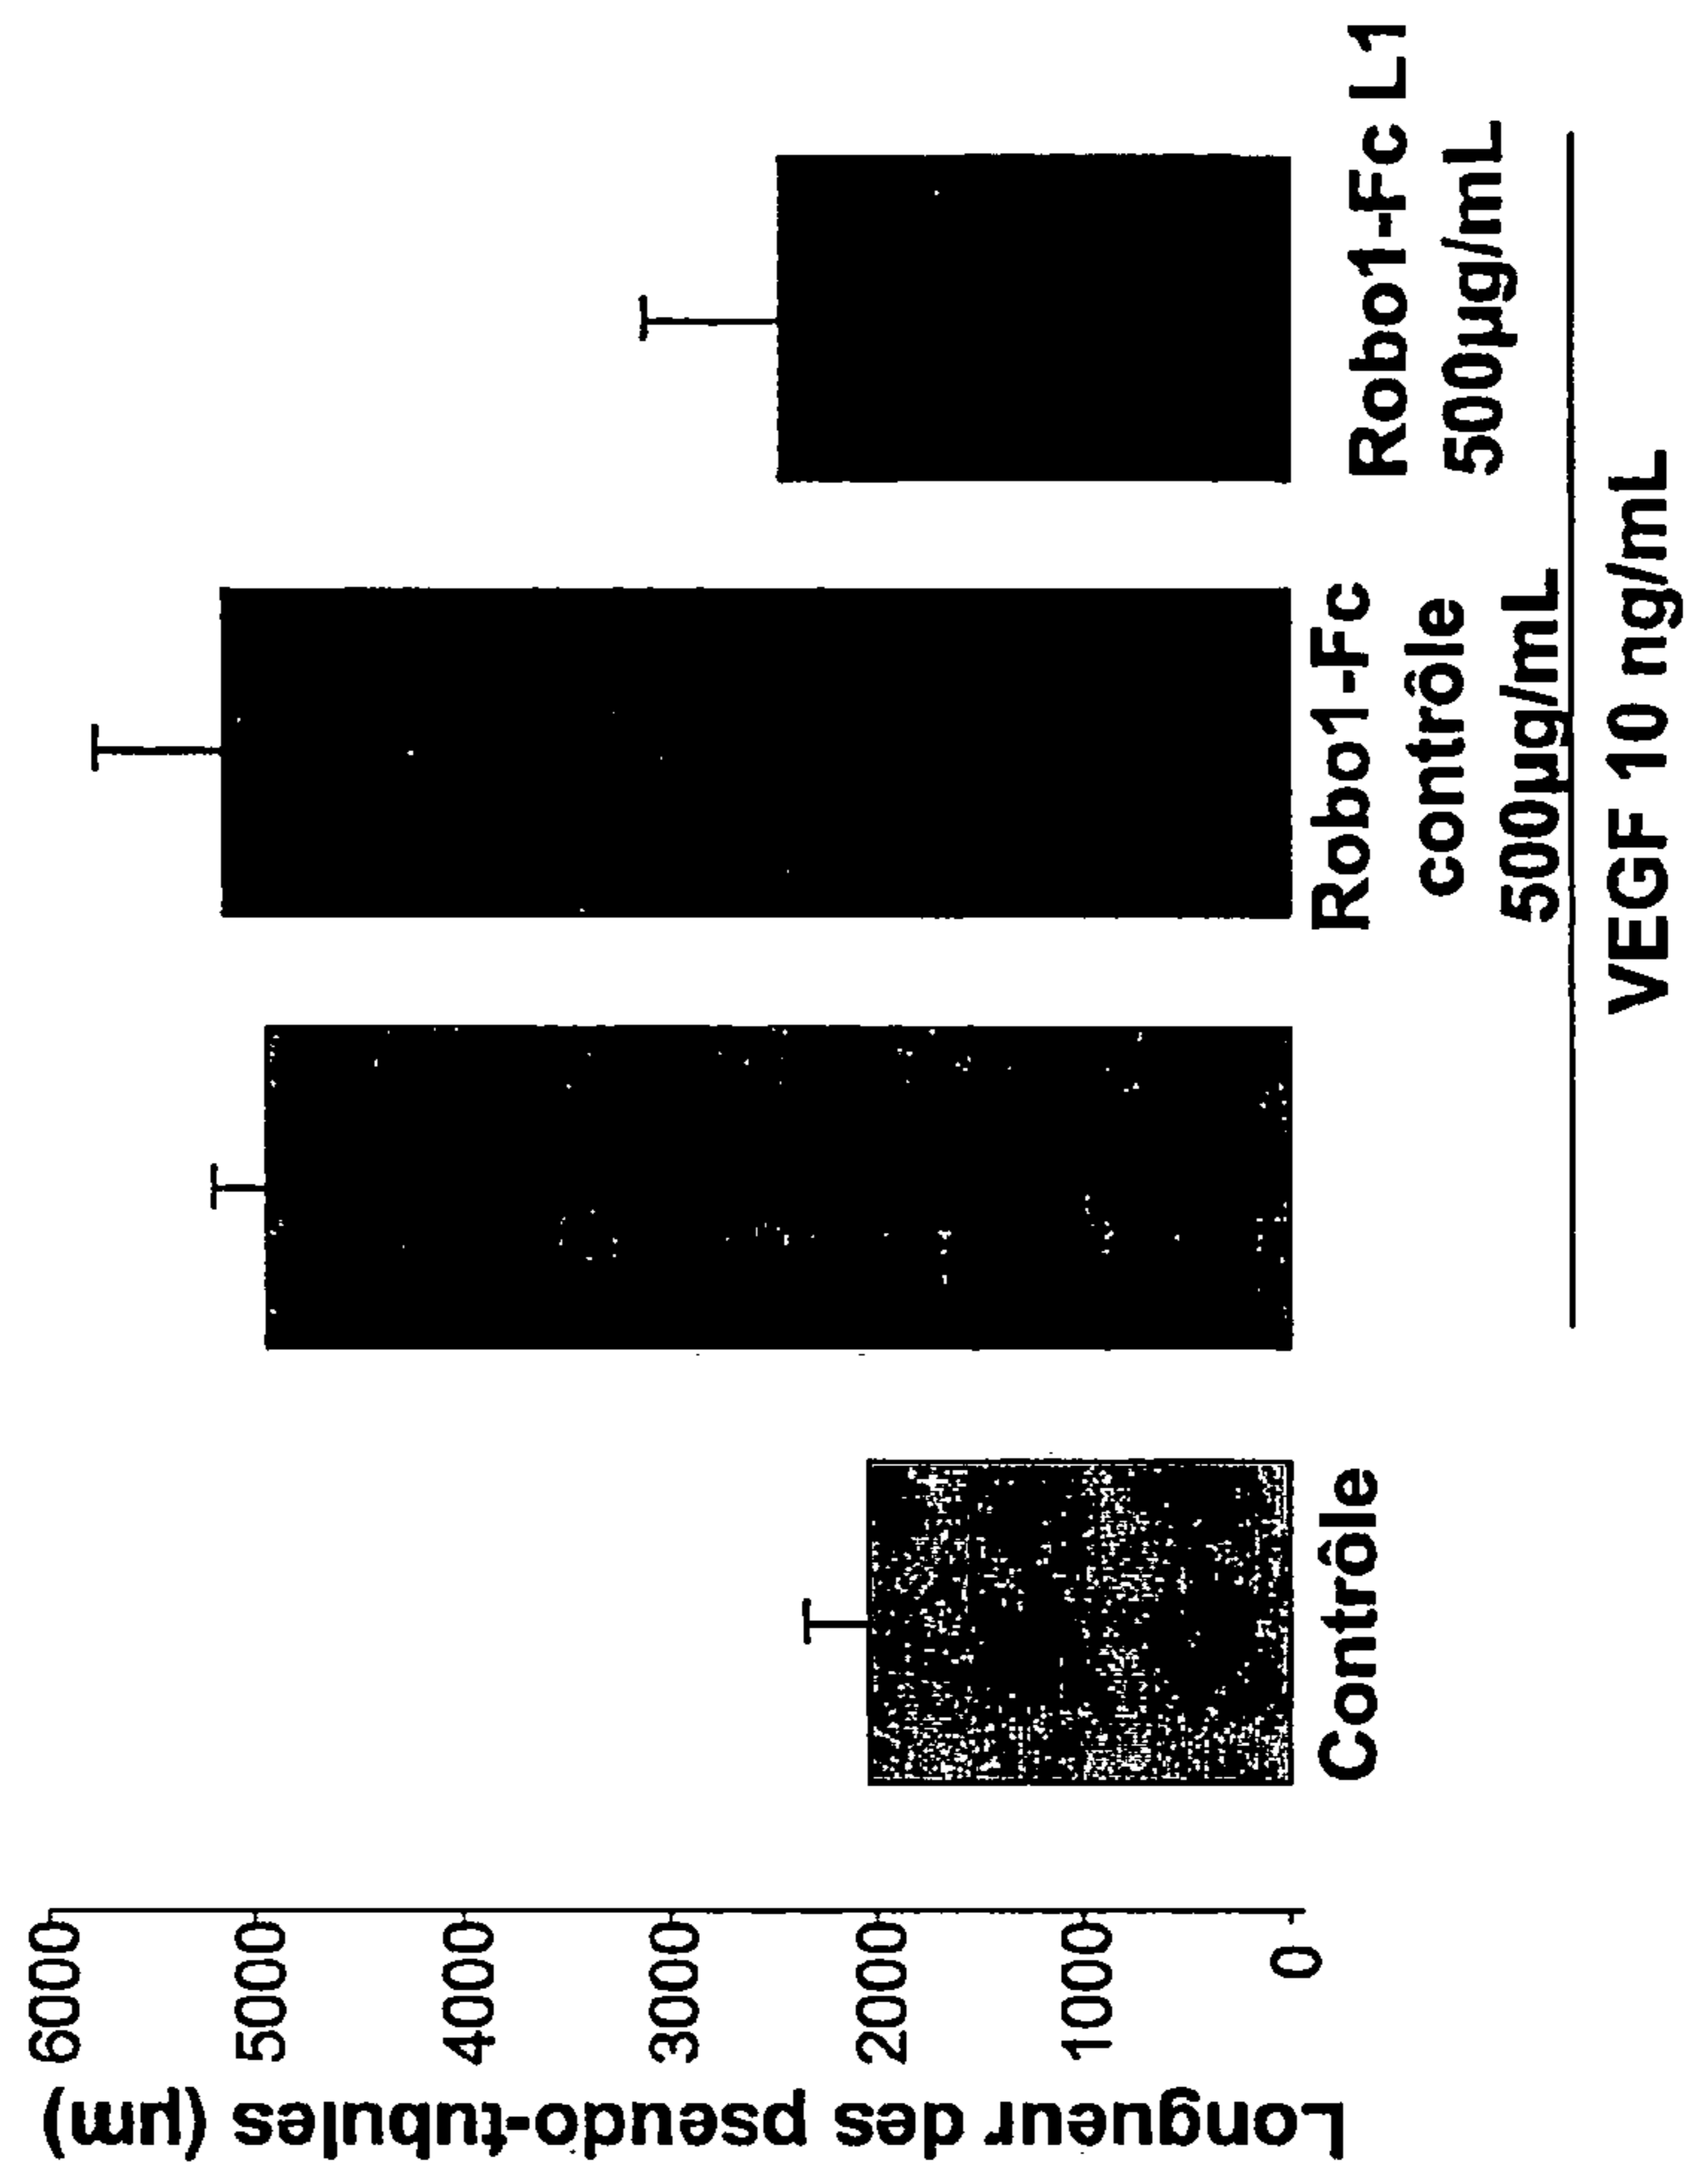 Longueur des pseudo-tubules (µm)
6000
5000
4000
3000
2000
1000
0
Contrôle
Robo1-Fc
contrôle
500µg/mL
Robo1-Fc L1
500µg/mL
VEGF 10 ng/mL